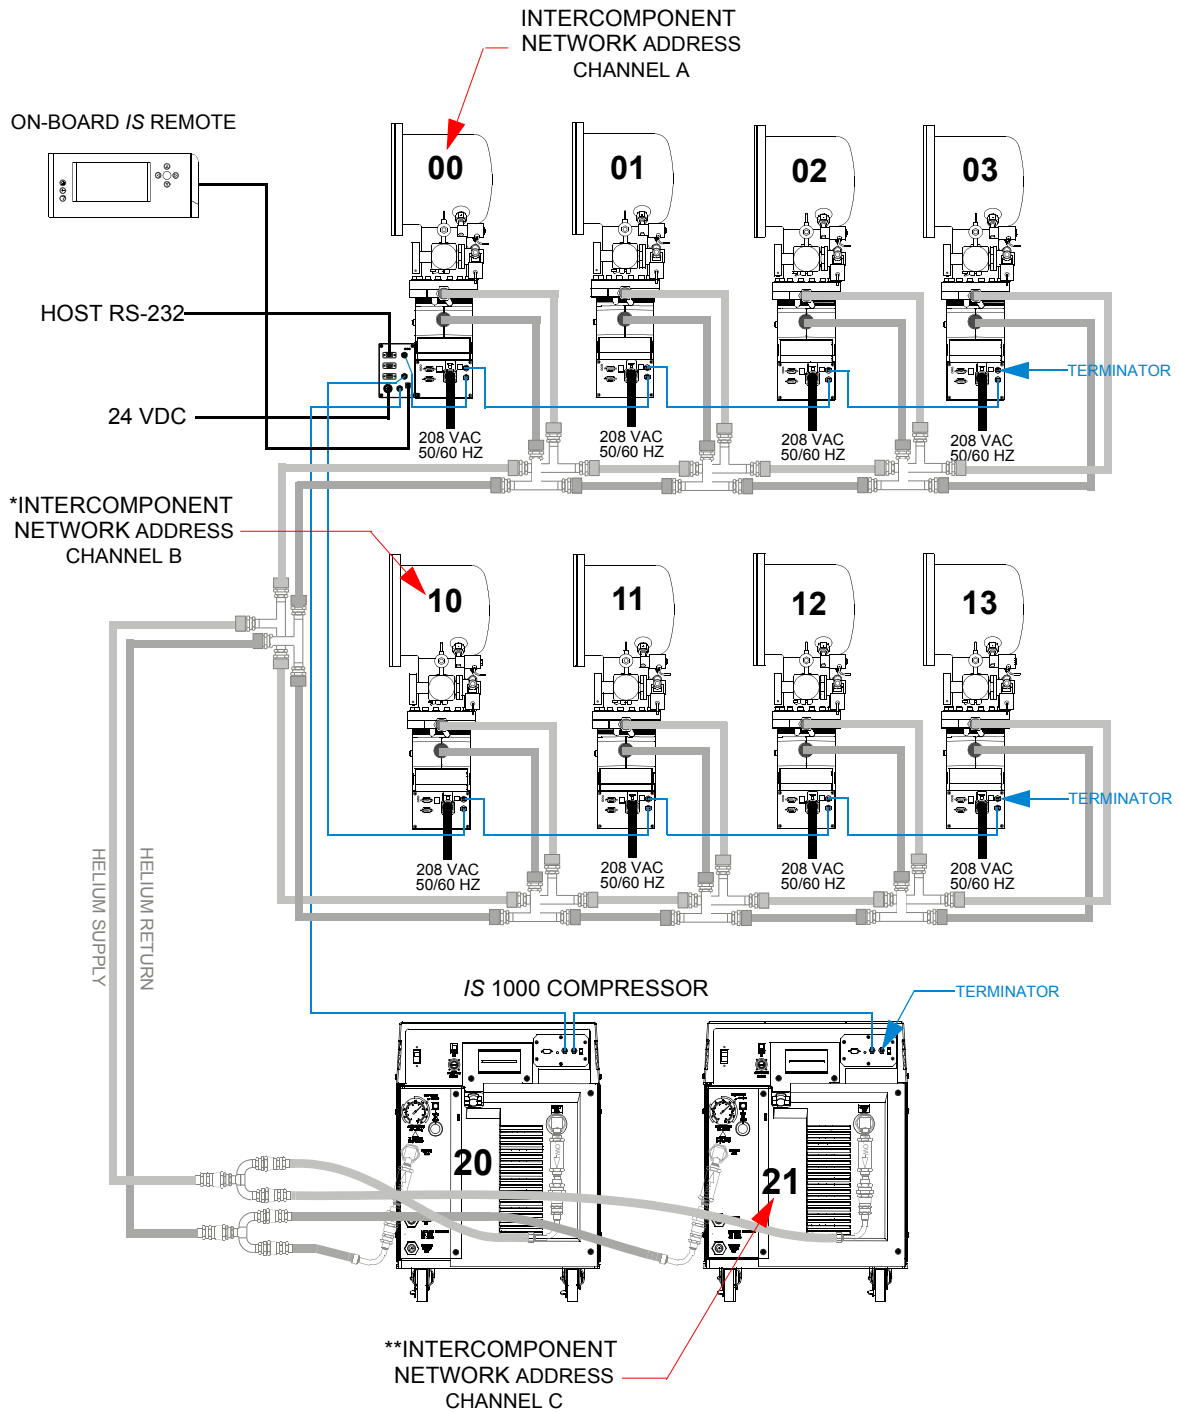 INTERCOMPONENT
NETWORK ADDRESS
CHANNEL A
ON-BOARD IS REMOTE
00
01
02
03
HOST RS-232
TERMINATOR
24 VDC
208 VAC
50/60 HZ
208 VAC
50/60 HZ
208 VAC
50/60 HZ
208 VAC
50/60 HZ
*INTERCOMPONENT
NETWORK ADDRESS
CHANNEL B
10
11
12
13
TERMINATOR
208 VAC
50/60 HZ
208 VAC
50/60 HZ
208 VAC
50/60 HZ
208 VAC
50/60 HZ
HELIUM SUPPLY
HELIUM RETURN
IS 1000 COMPRESSOR
TERMINATOR
20
21
**INTERCOMPONENT
NETWORK ADDRESS
CHANNEL C